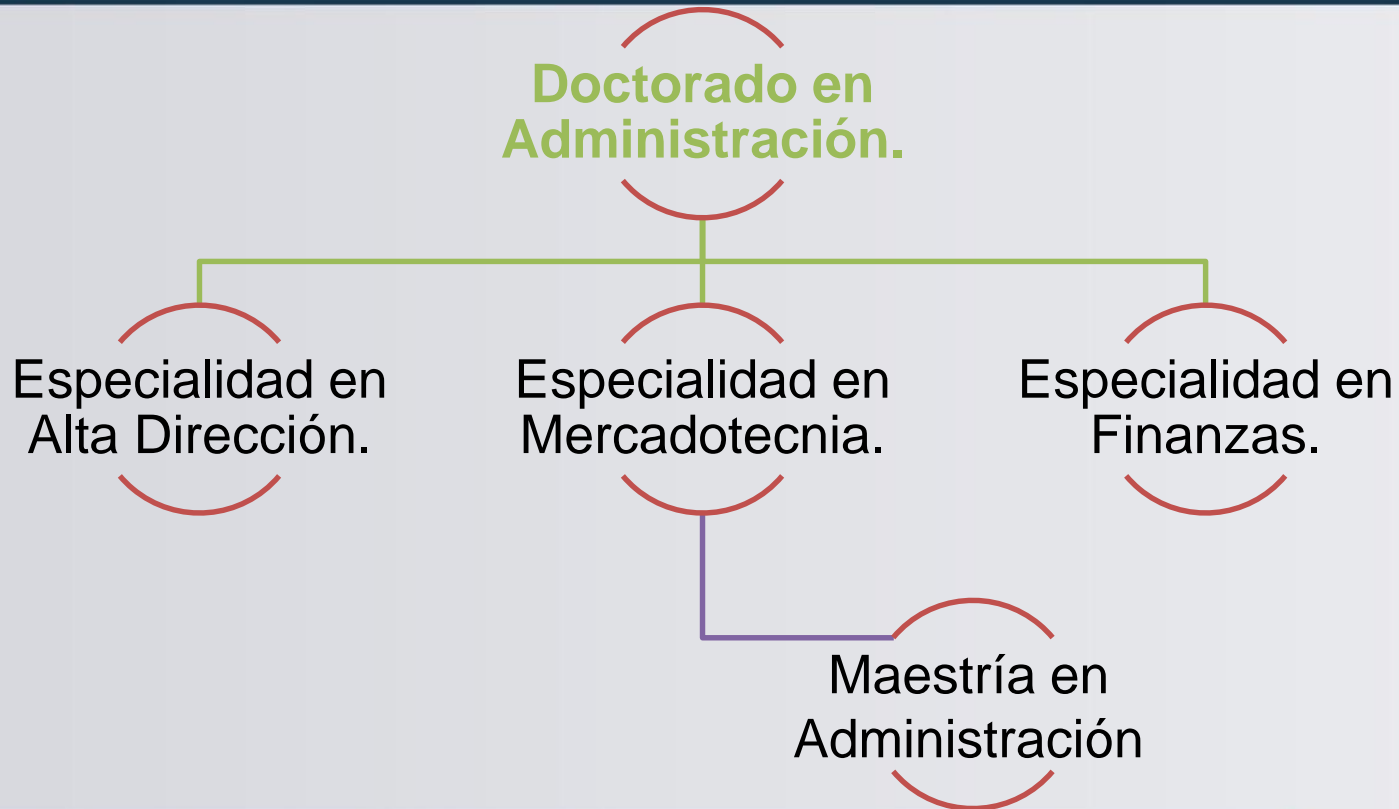 Doctorado en
Administración.
Especialidad en
Alta Dirección.
Especialidad en
Mercadotecnia.
Especialidad en
Finanzas.
Maestría en
Administración